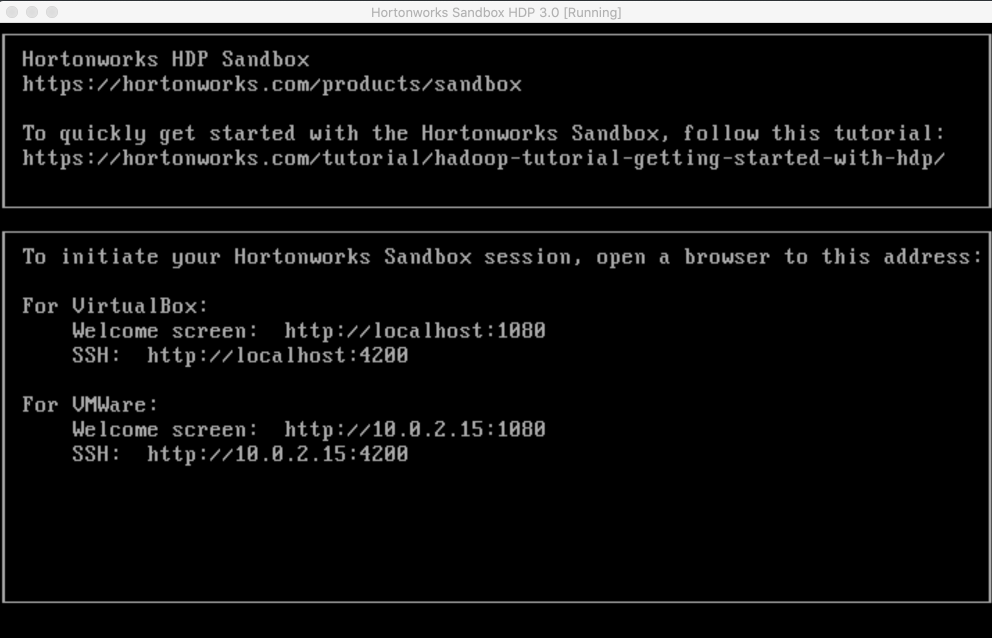 Hortonworks Sandbox HDP 3.0 [Running]
Hortonworks HDP Sandbox
https://hortonworks.com/products/sandbox
To quickly get started with the Hortonworks Sandbox, follow this tutorial:
https://hortonworks.com/tutorial/hadoop-tutorial-getting-started-with-hdp/
To initiate your Hortonworks Sandbox session, open a browser to this address:
For VirtualBox:
Welcome screen: http://localhost:1080
SSH: http://localhost:4200
For VMWare:
Welcome screen: http://10.0.2.15:1080
SSH: http://10.0.2.15:4200